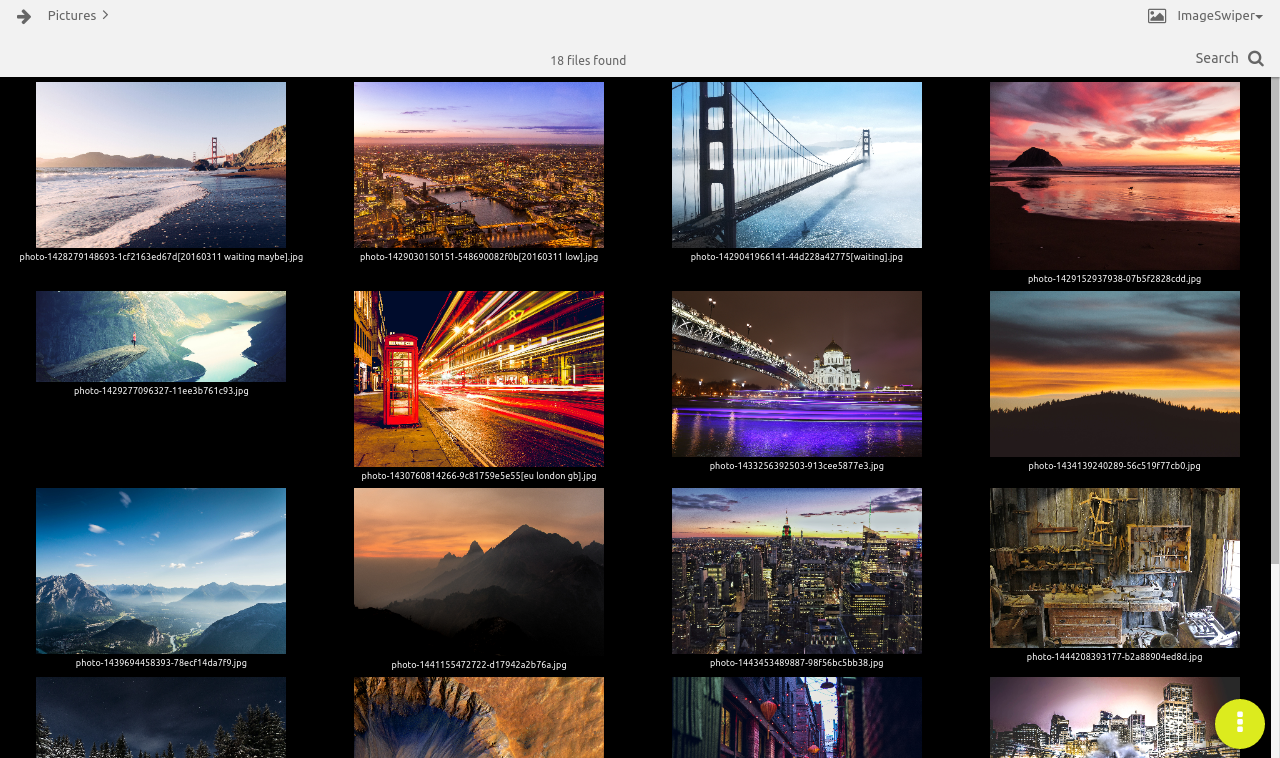 Pictures
ImageSwiper
18 files found
Search
photo-1428279148693-1cf2163ed67d[20160311 waiting maybe].jpg
photo-1429030150151-548690082f0b[20160311 low].jpg
photo-1429041966141-44d228a42775[waiting].jpg
photo-1429152937938-07b5f2828cdd.jpg
photo-1429277096327-11ee3b761c93.jpg
87
photo-1430760814266-9c81759e5e55[eu london gb].jpg
photo-1433256392503-913cee5877e3.jpg
photo-1434139240289-56c519f77cb0.jpg
photo-1439694458393-78ecf14da7f9.jpg
photo-1441155472722-d17942a2b76a.jpg
photo-1443453489887-98f56bc5bb38.jpg
photo-1444208393177-b2a88904ed8d.jpg